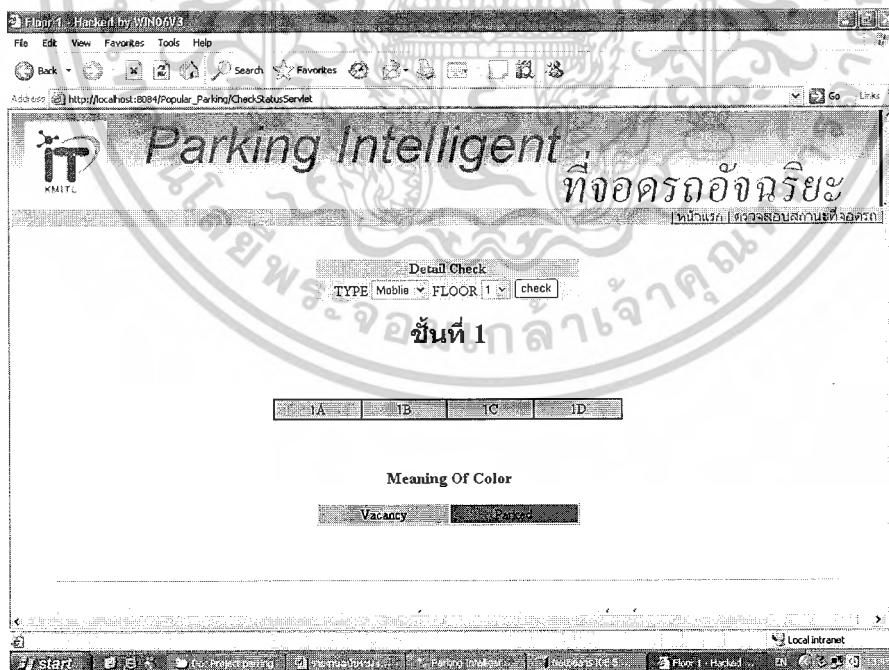 Floor 1 - Hacked by WIN06V3
File Edit View Favorites Tools Help
Back Search Favorites
Address http://localhost:8084/Popular_Parking/CheckStatusServlet Go Links
iT Parking Intelligent
KMITL ที่จอดรถอัจฉริยะ
|หน้าแรก|ตรวจสอบสถานะที่จอดรถ
Detail Check
TYPE Moblie FLOOR 1 check
ชั้นที่ 1
1A 1B 1C 1D
Meaning Of Color
Vacancy Parked
Local intranet
start Floor 1 - Hacked EN